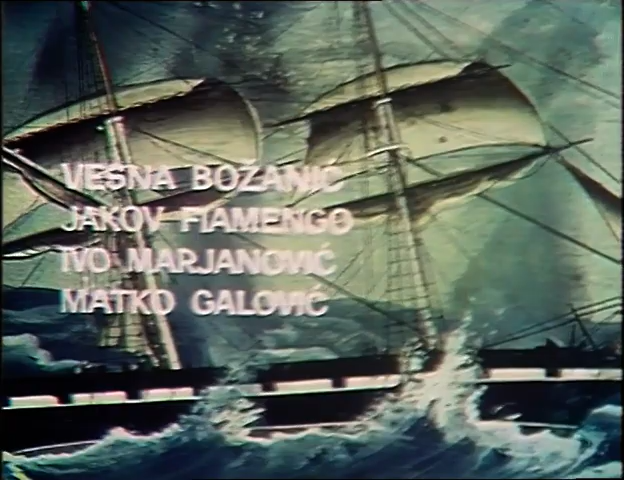 VESNA BOŽANIĆ
JAKOV FIAMENGO
IVO MARJANOVIĆ
MATKO GALOVIĆ